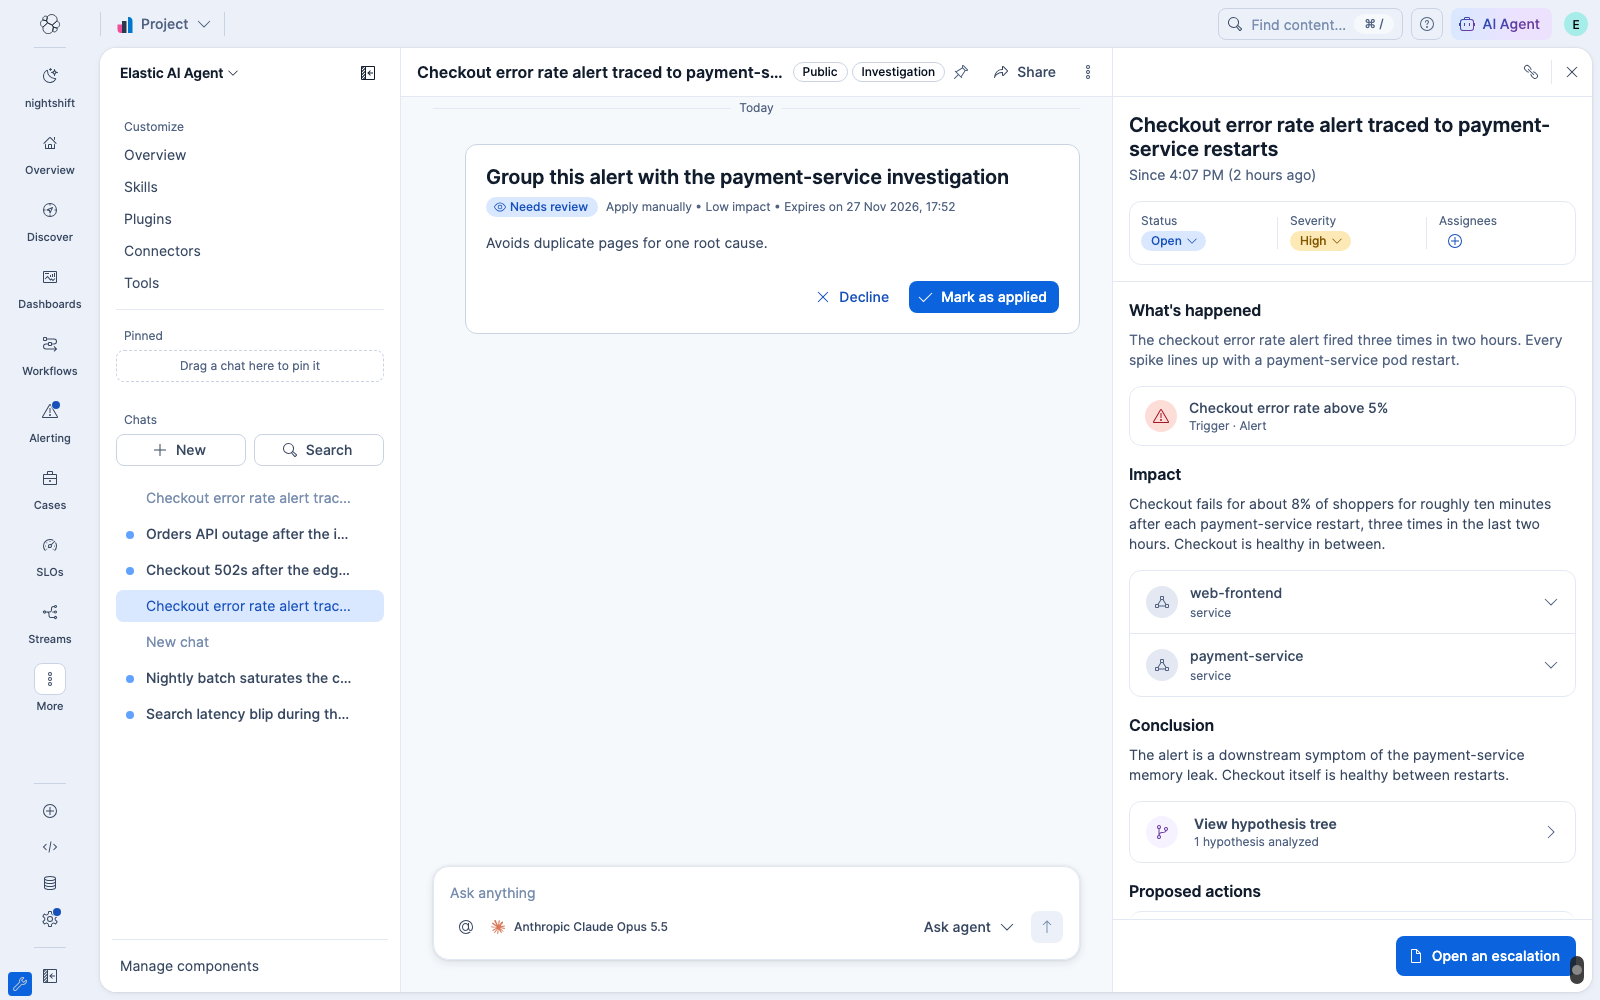 Project
Find content...
⌘ /
AI Agent
E
nightshift
Overview
Discover
Dashboards
Workflows
Alerting
Cases
SLOs
Streams
More
Elastic AI Agent
Customize
Overview
Skills
Plugins
Connectors
Tools
Pinned
Drag a chat here to pin it
Chats
New
Search
Checkout error rate alert trac...
Orders API outage after the i...
Checkout 502s after the edg...
Checkout error rate alert trac...
New chat
Nightly batch saturates the c...
Search latency blip during th...
Manage components
Checkout error rate alert traced to payment-s...
Public
Investigation
Share
Today
Group this alert with the payment-service investigation
Needs review
Apply manually • Low impact • Expires on 27 Nov 2026, 17:52
Avoids duplicate pages for one root cause.
Decline
Mark as applied
Ask anything
Anthropic Claude Opus 5.5
Ask agent
Checkout error rate alert traced to payment-
service restarts
Since 4:07 PM (2 hours ago)
Status
Open
Severity
High
Assignees
What's happened
The checkout error rate alert fired three times in two hours. Every
spike lines up with a payment-service pod restart.
Checkout error rate above 5%
Trigger · Alert
Impact
Checkout fails for about 8% of shoppers for roughly ten minutes
after each payment-service restart, three times in the last two
hours. Checkout is healthy in between.
web-frontend
service
payment-service
service
Conclusion
The alert is a downstream symptom of the payment-service
memory leak. Checkout itself is healthy between restarts.
View hypothesis tree
1 hypothesis analyzed
Proposed actions
Open an escalation